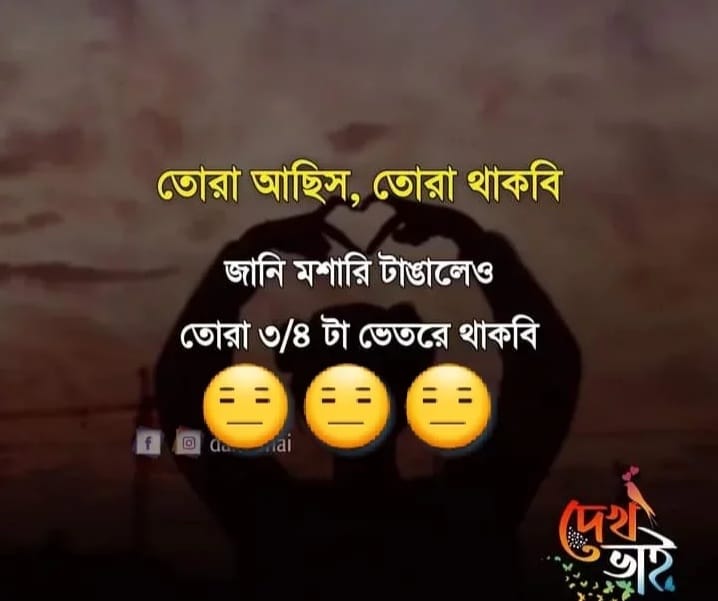 তোরা আছিস, তোরা থাকবি
জানি মশারি টাঙালেও
তোরা ৩/৪ টা ভেতরে থাকবি
দেখ
ভাই